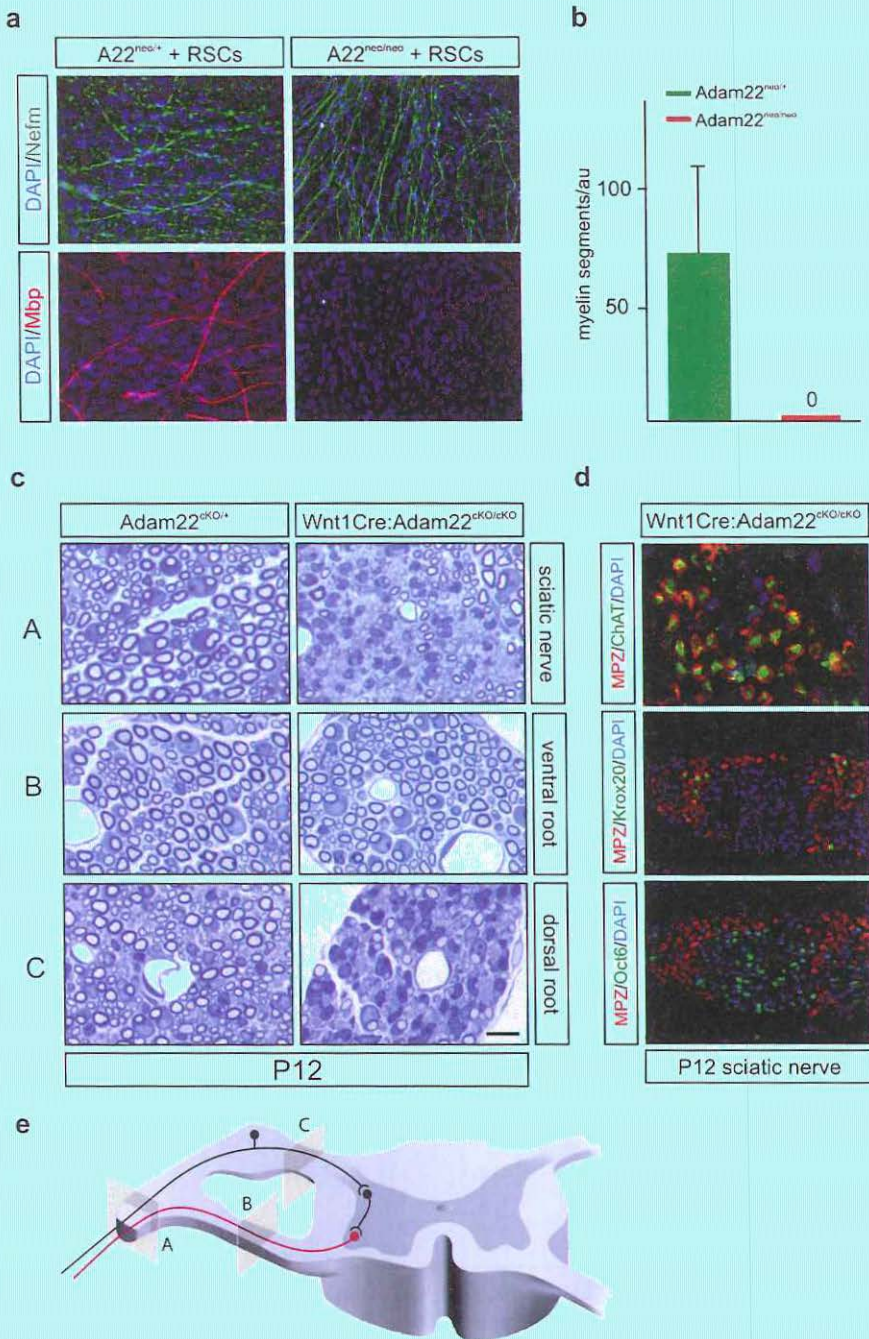 a
A22neo/+ + RSCs
A22neo/neo + RSCs
DAPI/Nefm
DAPI/Mbp
b
Adam22neo/+
Adam22neo/neo
myelin segments/au
100
50
0
c
Adam22cKO/+
Wnt1Cre:Adam22cKO/cKO
A
sciatic nerve
B
ventral root
C
dorsal root
P12
d
Wnt1Cre:Adam22cKO/cKO
MPZ/ChAT/DAPI
MPZ/Krox20/DAPI
MPZ/Oct6/DAPI
P12 sciatic nerve
e
C
B
A